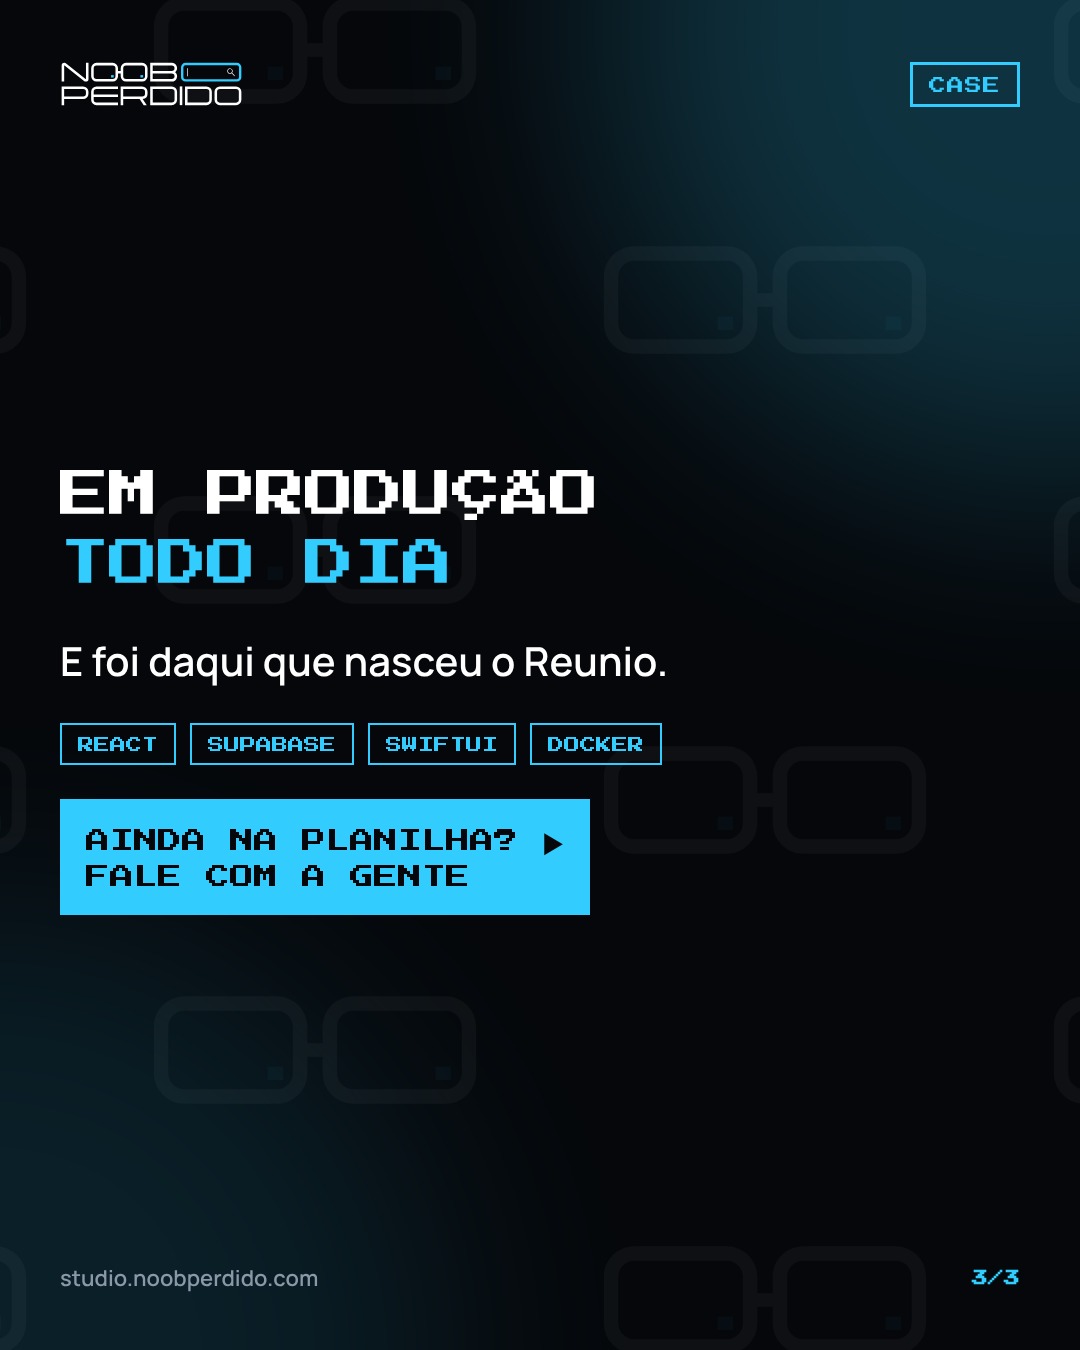 NOOB
PERDIDO
CASE
EM PRODUÇÃO
TODO DIA
E foi daqui que nasceu o Reunio.
REACT SUPABASE SWIFTUI DOCKER
AINDA NA PLANILHA?
FALE COM A GENTE
studio.noobperdido.com
3/3